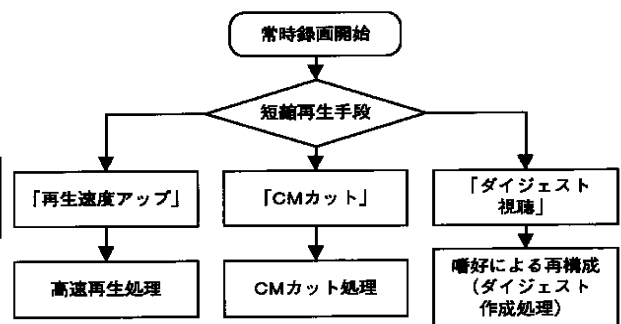 常時録画開始
短縮再生手段
「再生速度アップ」
「CMカット」
「ダイジェスト
視聴」
高速再生処理
CMカット処理
嗜好による再構成
(ダイジェスト
作成処理)